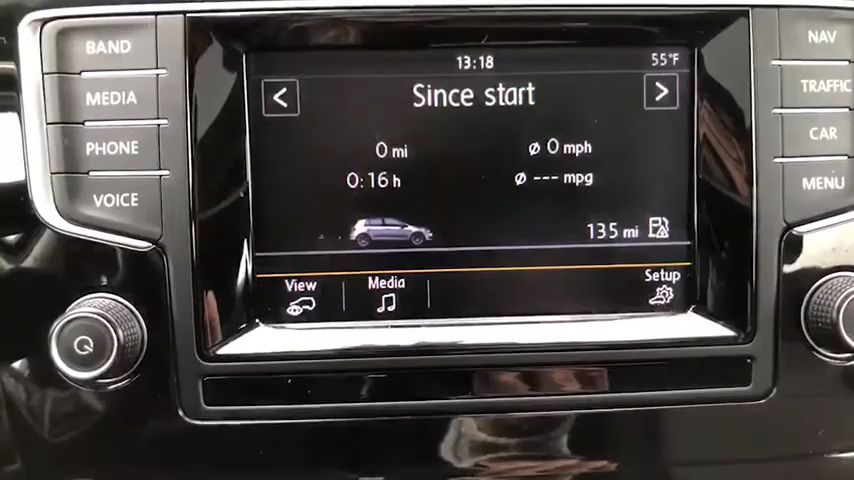 BAND
MEDIA
PHONE
VOICE
13:18
55°F
<
Since start
>
0 mi
Ø 0 mph
0:16 h
Ø --- mpg
135 mi
View
Media
Setup
NAV
TRAFFIC
CAR
MENU